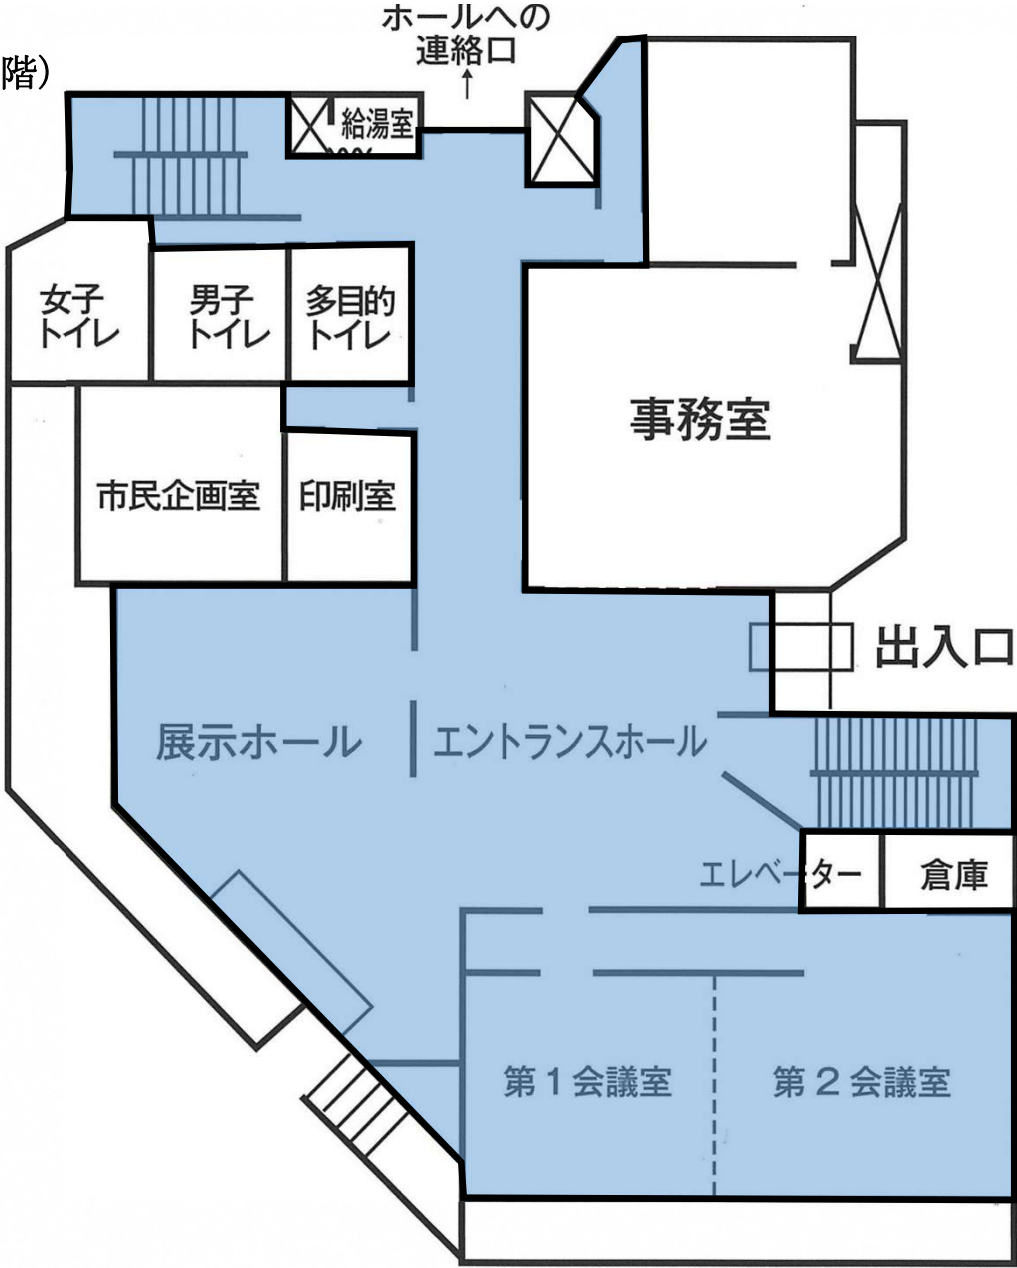 ホールへの
連絡口
階）
給湯室
女子
トイレ
男子
トイレ
多目的
トイレ
事務室
市民企画室
印刷室
出入口
展示ホール
エントランスホール
エレベーター
倉庫
第１会議室
第２会議室